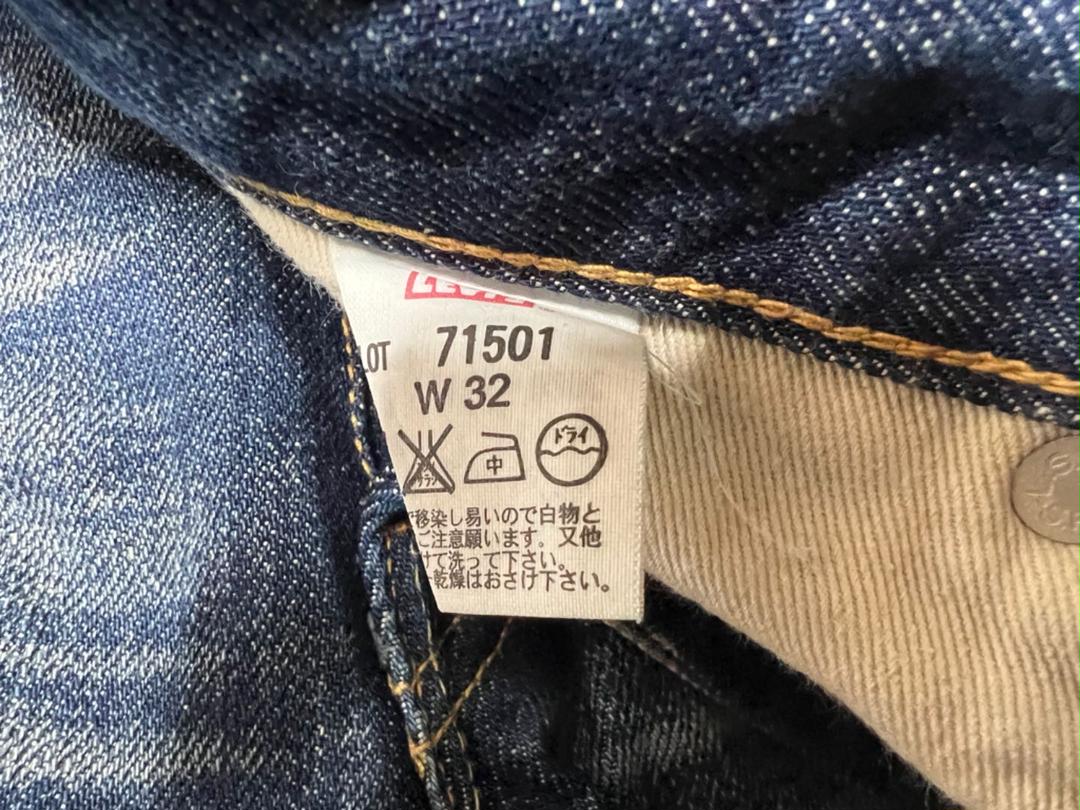 LEVI'S
LOT 71501
W 32
中 ドライ
移染し易いので白物と
ご注意願います。又他
けて洗って下さい。
乾燥はおさけ下さい。